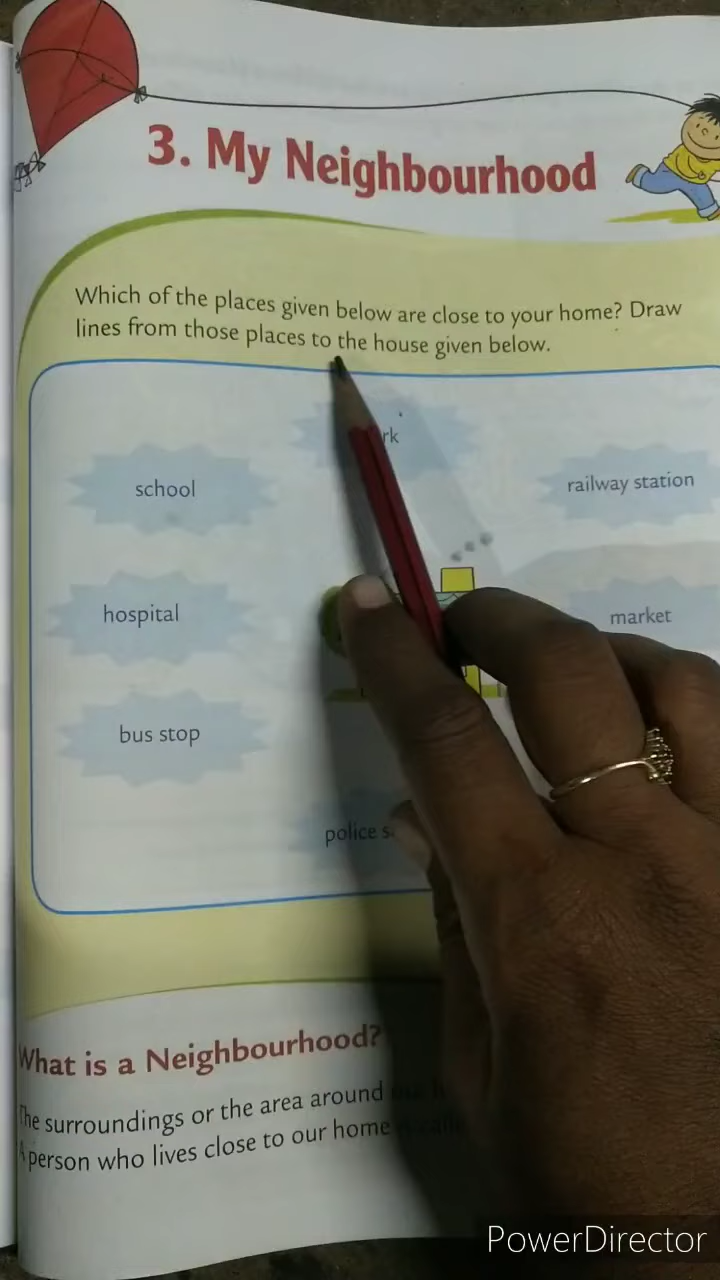 3. My Neighbourhood
Which of the places given below are close to your home? Draw
lines from those places to the house given below.
school
railway station
hospital
market
bus stop
police
What is a Neighbourhood?
The surroundings or the area around
A person who lives close to our home
PowerDirector